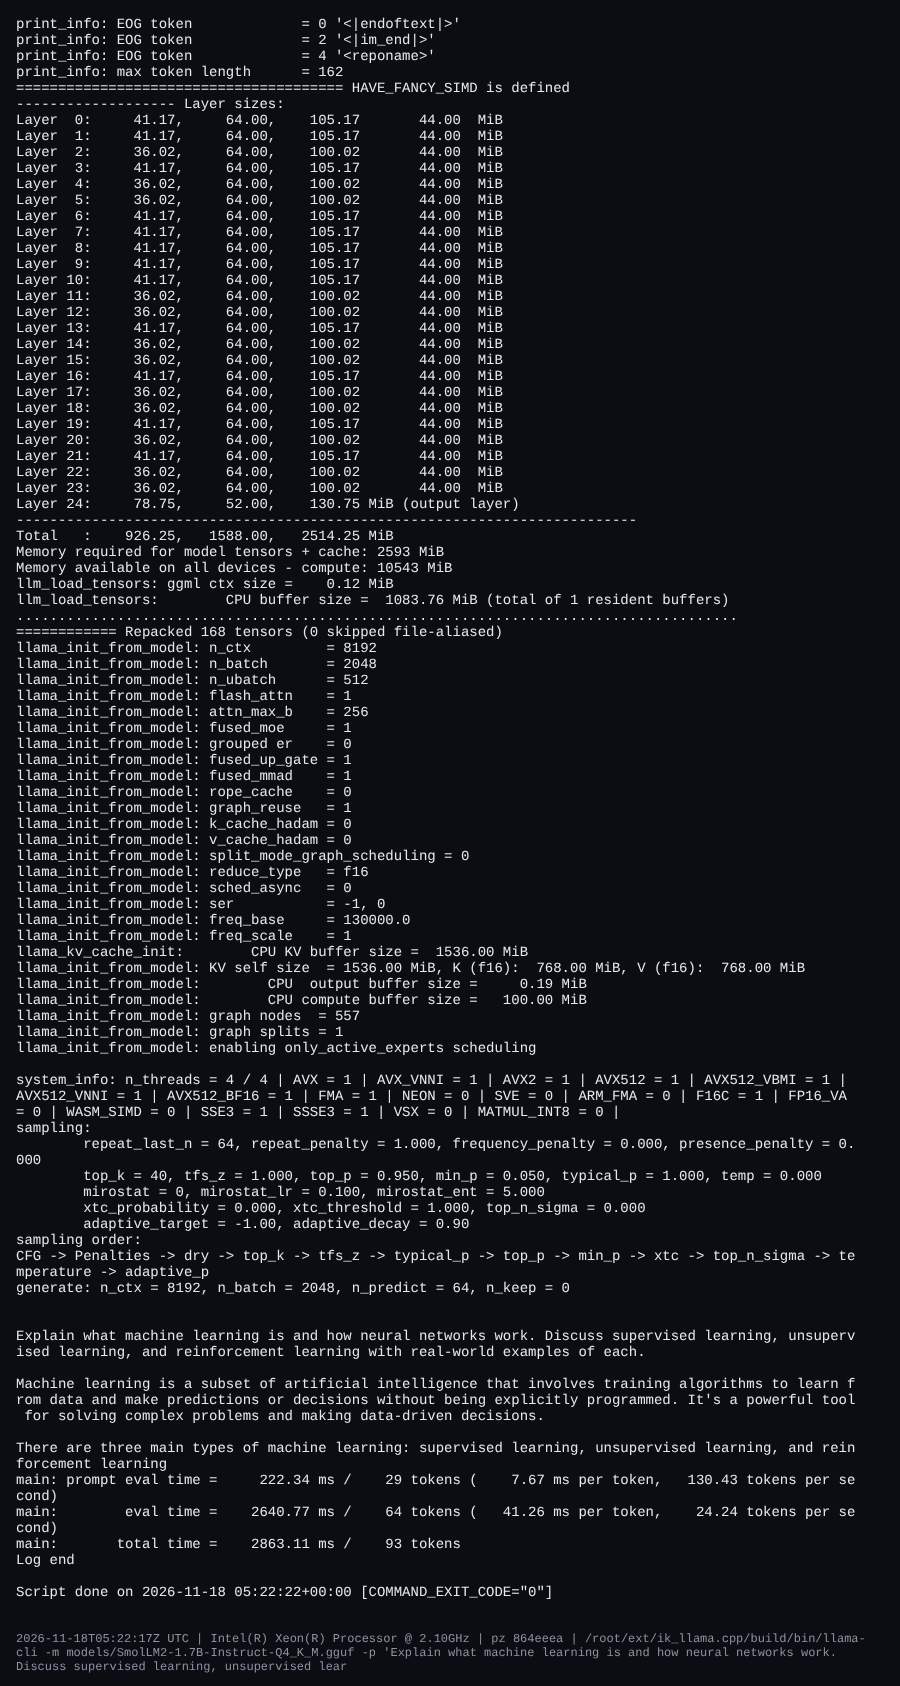 print_info: EOG token             = 0 '<|endoftext|>'
print_info: EOG token             = 2 '<|im_end|>'
print_info: EOG token             = 4 '<reponame>'
print_info: max token length      = 162
======================================= HAVE_FANCY_SIMD is defined
------------------- Layer sizes:
Layer  0:     41.17,     64.00,    105.17       44.00  MiB
Layer  1:     41.17,     64.00,    105.17       44.00  MiB
Layer  2:     36.02,     64.00,    100.02       44.00  MiB
Layer  3:     41.17,     64.00,    105.17       44.00  MiB
Layer  4:     36.02,     64.00,    100.02       44.00  MiB
Layer  5:     36.02,     64.00,    100.02       44.00  MiB
Layer  6:     41.17,     64.00,    105.17       44.00  MiB
Layer  7:     41.17,     64.00,    105.17       44.00  MiB
Layer  8:     41.17,     64.00,    105.17       44.00  MiB
Layer  9:     41.17,     64.00,    105.17       44.00  MiB
Layer 10:     41.17,     64.00,    105.17       44.00  MiB
Layer 11:     36.02,     64.00,    100.02       44.00  MiB
Layer 12:     36.02,     64.00,    100.02       44.00  MiB
Layer 13:     41.17,     64.00,    105.17       44.00  MiB
Layer 14:     36.02,     64.00,    100.02       44.00  MiB
Layer 15:     36.02,     64.00,    100.02       44.00  MiB
Layer 16:     41.17,     64.00,    105.17       44.00  MiB
Layer 17:     36.02,     64.00,    100.02       44.00  MiB
Layer 18:     36.02,     64.00,    100.02       44.00  MiB
Layer 19:     41.17,     64.00,    105.17       44.00  MiB
Layer 20:     36.02,     64.00,    100.02       44.00  MiB
Layer 21:     41.17,     64.00,    105.17       44.00  MiB
Layer 22:     36.02,     64.00,    100.02       44.00  MiB
Layer 23:     36.02,     64.00,    100.02       44.00  MiB
Layer 24:     78.75,     52.00,    130.75 MiB (output layer)
--------------------------------------------------------------------------
Total   :    926.25,   1588.00,   2514.25 MiB
Memory required for model tensors + cache: 2593 MiB
Memory available on all devices - compute: 10543 MiB
llm_load_tensors: ggml ctx size =    0.12 MiB
llm_load_tensors:        CPU buffer size =  1083.76 MiB (total of 1 resident buffers)
......................................................................................
============ Repacked 168 tensors (0 skipped file-aliased)
llama_init_from_model: n_ctx         = 8192
llama_init_from_model: n_batch       = 2048
llama_init_from_model: n_ubatch      = 512
llama_init_from_model: flash_attn    = 1
llama_init_from_model: attn_max_b    = 256
llama_init_from_model: fused_moe     = 1
llama_init_from_model: grouped er    = 0
llama_init_from_model: fused_up_gate = 1
llama_init_from_model: fused_mmad    = 1
llama_init_from_model: rope_cache    = 0
llama_init_from_model: graph_reuse   = 1
llama_init_from_model: k_cache_hadam = 0
llama_init_from_model: v_cache_hadam = 0
llama_init_from_model: split_mode_graph_scheduling = 0
llama_init_from_model: reduce_type   = f16
llama_init_from_model: sched_async   = 0
llama_init_from_model: ser           = -1, 0
llama_init_from_model: freq_base     = 130000.0
llama_init_from_model: freq_scale    = 1
llama_kv_cache_init:        CPU KV buffer size =  1536.00 MiB
llama_init_from_model: KV self size  = 1536.00 MiB, K (f16):  768.00 MiB, V (f16):  768.00 MiB
llama_init_from_model:        CPU  output buffer size =     0.19 MiB
llama_init_from_model:        CPU compute buffer size =   100.00 MiB
llama_init_from_model: graph nodes  = 557
llama_init_from_model: graph splits = 1
llama_init_from_model: enabling only_active_experts scheduling
system_info: n_threads = 4 / 4 | AVX = 1 | AVX_VNNI = 1 | AVX2 = 1 | AVX512 = 1 | AVX512_VBMI = 1 |
AVX512_VNNI = 1 | AVX512_BF16 = 1 | FMA = 1 | NEON = 0 | SVE = 0 | ARM_FMA = 0 | F16C = 1 | FP16_VA
= 0 | WASM_SIMD = 0 | SSE3 = 1 | SSSE3 = 1 | VSX = 0 | MATMUL_INT8 = 0 |
sampling:
        repeat_last_n = 64, repeat_penalty = 1.000, frequency_penalty = 0.000, presence_penalty = 0.
000
        top_k = 40, tfs_z = 1.000, top_p = 0.950, min_p = 0.050, typical_p = 1.000, temp = 0.000
        mirostat = 0, mirostat_lr = 0.100, mirostat_ent = 5.000
        xtc_probability = 0.000, xtc_threshold = 1.000, top_n_sigma = 0.000
        adaptive_target = -1.00, adaptive_decay = 0.90
sampling order:
CFG -> Penalties -> dry -> top_k -> tfs_z -> typical_p -> top_p -> min_p -> xtc -> top_n_sigma -> te
mperature -> adaptive_p
generate: n_ctx = 8192, n_batch = 2048, n_predict = 64, n_keep = 0
Explain what machine learning is and how neural networks work. Discuss supervised learning, unsuperv
ised learning, and reinforcement learning with real-world examples of each.
Machine learning is a subset of artificial intelligence that involves training algorithms to learn f
rom data and make predictions or decisions without being explicitly programmed. It's a powerful tool
 for solving complex problems and making data-driven decisions.
There are three main types of machine learning: supervised learning, unsupervised learning, and rein
forcement learning
main: prompt eval time =     222.34 ms /    29 tokens (    7.67 ms per token,   130.43 tokens per se
cond)
main:        eval time =    2640.77 ms /    64 tokens (   41.26 ms per token,    24.24 tokens per se
cond)
main:       total time =    2863.11 ms /    93 tokens
Log end
Script done on 2026-11-18 05:22:22+00:00 [COMMAND_EXIT_CODE="0"]
2026-11-18T05:22:17Z UTC | Intel(R) Xeon(R) Processor @ 2.10GHz | pz 864eeea | /root/ext/ik_llama.cpp/build/bin/llama-
cli -m models/SmolLM2-1.7B-Instruct-Q4_K_M.gguf -p 'Explain what machine learning is and how neural networks work.
Discuss supervised learning, unsupervised lear